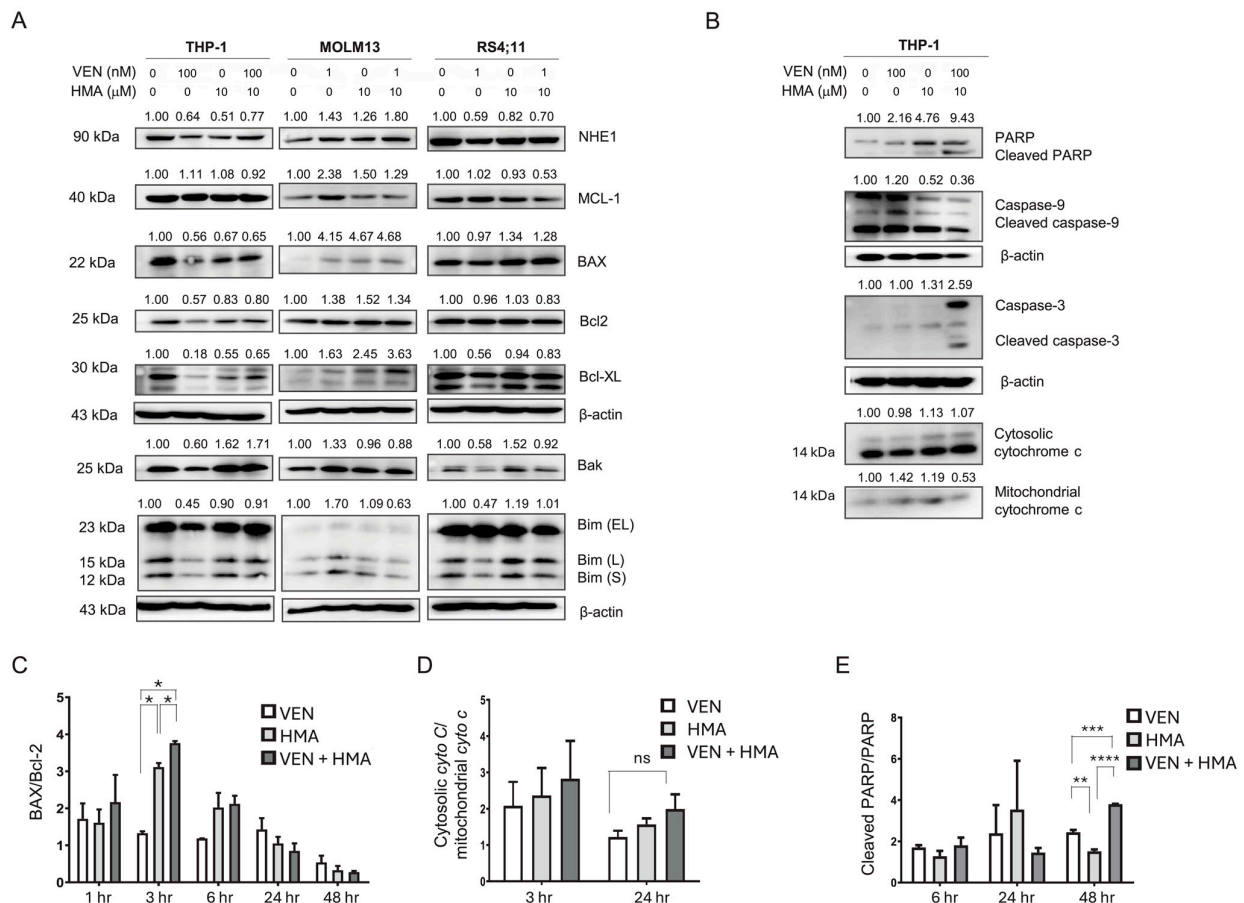 A
THP-1 MOLM13 RS4;11
VEN (nM) 0 100 0 100 0 1 0 1 0 1 0 1
HMA (μM) 0 0 10 10 0 0 10 10 0 0 10 10
1.00 0.64 0.51 0.77 1.00 1.43 1.26 1.80 1.00 0.59 0.82 0.70
90 kDa NHE1
1.00 1.11 1.08 0.92 1.00 2.38 1.50 1.29 1.00 1.02 0.93 0.53
40 kDa MCL-1
1.00 0.56 0.67 0.65 1.00 4.15 4.67 4.68 1.00 0.97 1.34 1.28
22 kDa BAX
1.00 0.57 0.83 0.80 1.00 1.38 1.52 1.34 1.00 0.96 1.03 0.83
25 kDa Bcl2
1.00 0.18 0.55 0.65 1.00 1.63 2.45 3.63 1.00 0.56 0.94 0.83
30 kDa Bcl-XL
43 kDa β-actin
1.00 0.60 1.62 1.71 1.00 1.33 0.96 0.88 1.00 0.58 1.52 0.92
25 kDa Bak
1.00 0.45 0.90 0.91 1.00 1.70 1.09 0.63 1.00 0.47 1.19 1.01
23 kDa Bim (EL)
15 kDa Bim (L)
12 kDa Bim (S)
43 kDa β-actin
B
THP-1
VEN (nM) 0 100 0 100
HMA (μM) 0 0 10 10
1.00 2.16 4.76 9.43
PARP
Cleaved PARP
1.00 1.20 0.52 0.36
Caspase-9
Cleaved caspase-9
β-actin
1.00 1.00 1.31 2.59
Caspase-3
Cleaved caspase-3
β-actin
1.00 0.98 1.13 1.07
Cytosolic
14 kDa cytochrome c
1.00 1.42 1.19 0.53
14 kDa Mitochondrial
cytochrome c
C
BAX/Bcl-2
5
4
3
2
1
0
* * *
VEN
HMA
VEN + HMA
1 hr 3 hr 6 hr 24 hr 48 hr
D
Cytosolic cyto C/
mitochondrial cyto c
5
4
3
2
1
0
ns
VEN
HMA
VEN + HMA
3 hr 24 hr
E
Cleaved PARP/PARP
8
6
4
2
0
***
** ****
VEN
HMA
VEN + HMA
6 hr 24 hr 48 hr